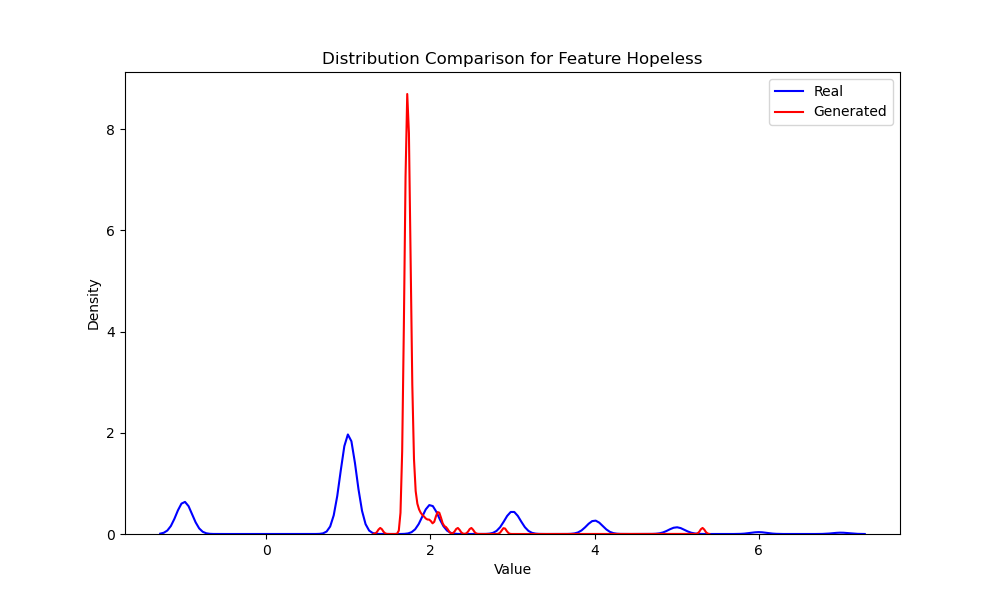 Distribution Comparison for Feature Hopeless
Real
Generated
Density
8
6
4
2
0
0
2
4
6
Value